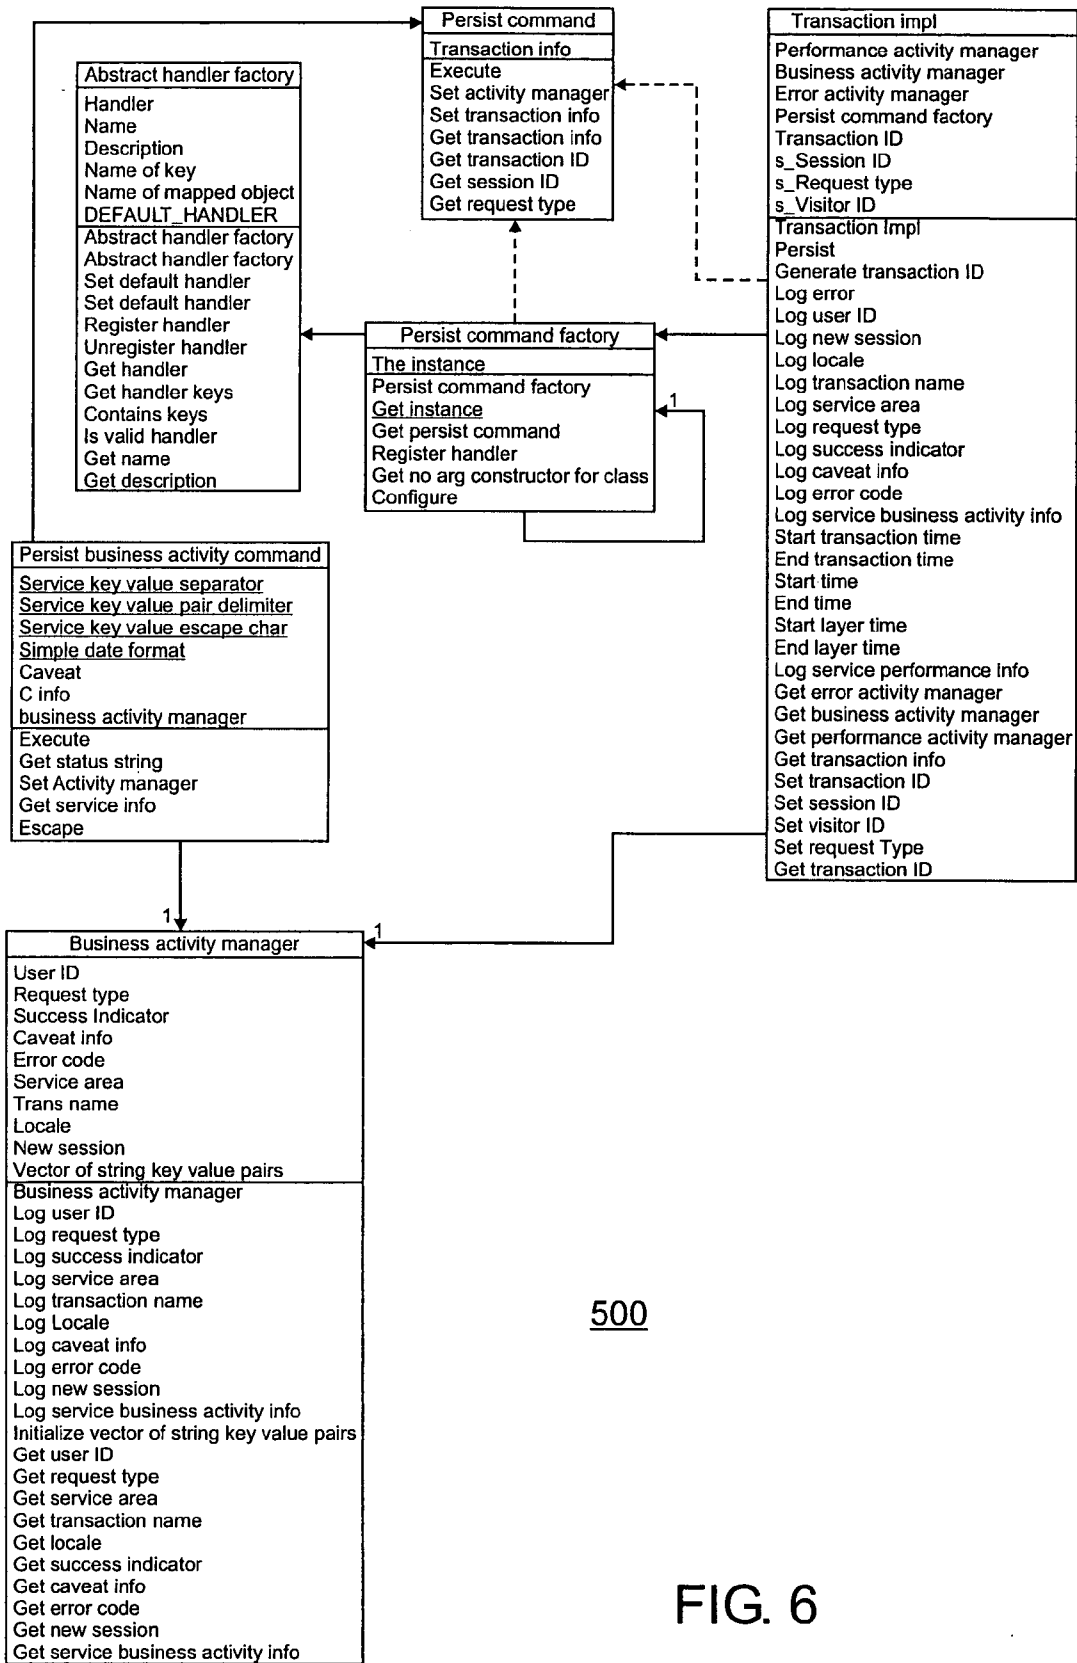 Persist command
Transaction info
Execute
Set activity manager
Set transaction info
Get transaction info
Get transaction ID
Get session ID
Get request type
Transaction impl
Performance activity manager
Business activity manager
Error activity manager
Persist command factory
Transaction ID
s_Session ID
s_Request type
s_Visitor ID
Transaction Impl
Persist
Generate transaction ID
Log error
Log user ID
Log new session
Log locale
Log transaction name
Log service area
Log request type
Log success indicator
Log caveat info
Log error code
Log service business activity info
Start transaction time
End transaction time
Start time
End time
Start layer time
End layer time
Log service performance info
Get error activity manager
Get business activity manager
Get performance activity manager
Get transaction info
Set transaction ID
Set session ID
Set visitor ID
Set request Type
Get transaction ID
Abstract handler factory
Handler
Name
Description
Name of key
Name of mapped object
DEFAULT_HANDLER
Abstract handler factory
Abstract handler factory
Set default handler
Set default handler
Register handler
Unregister handler
Get handler
Get handler keys
Contains keys
Is valid handler
Get name
Get description
Persist command factory
The instance
Persist command factory
Get instance
Get persist command
Register handler
Get no arg constructor for class
Configure
1
Persist business activity command
Service key value separator
Service key value pair delimiter
Service key value escape char
Simple date format
Caveat
C info
business activity manager
Execute
Get status string
Set Activity manager
Get service info
Escape
1
1
Business activity manager
User ID
Request type
Success Indicator
Caveat info
Error code
Service area
Trans name
Locale
New session
Vector of string key value pairs
Business activity manager
Log user ID
Log request type
Log success indicator
Log service area
Log transaction name
Log Locale
Log caveat info
Log error code
Log new session
Log service business activity info
Initialize vector of string key value pairs
Get user ID
Get request type
Get service area
Get transaction name
Get locale
Get success indicator
Get caveat info
Get error code
Get new session
Get service business activity info
500
FIG. 6